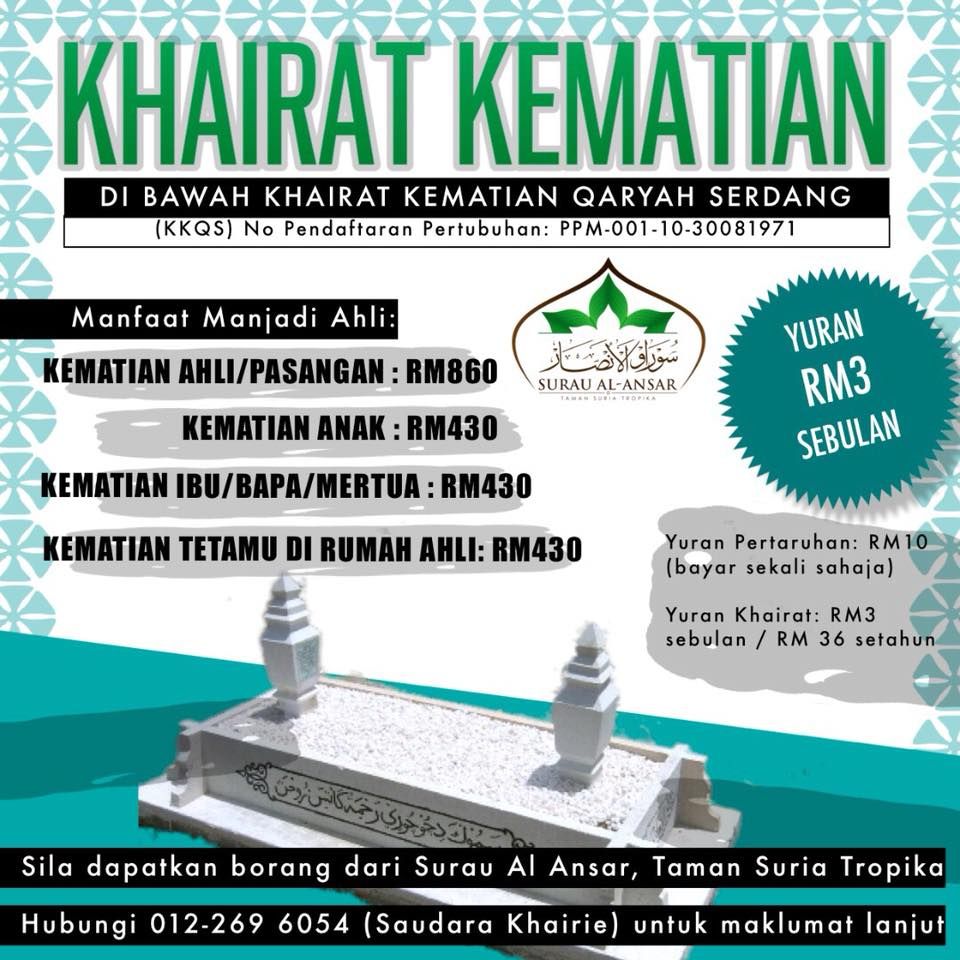 KHAIRAT KEMATIAN
DI BAWAH KHAIRAT KEMATIAN QARYAH SERDANG
(KKQS) No Pendaftaran Pertubuhan: PPM-001-10-30081971
Manfaat Manjadi Ahli:
KEMATIAN AHLI/PASANGAN : RM860
KEMATIAN ANAK : RM430
KEMATIAN IBU/BAPA/MERTUA : RM430
KEMATIAN TETAMU DI RUMAH AHLI: RM430
سوراو الأنصار
SURAU AL-ANSAR
TAMAN SURIA TROPIKA
YURAN
RM3
SEBULAN
Yuran Pertaruhan: RM10
(bayar sekali sahaja)
Yuran Khairat: RM3
sebulan / RM 36 setahun
Sila dapatkan borang dari Surau Al Ansar, Taman Suria Tropika
Hubungi 012-269 6054 (Saudara Khairie) untuk maklumat lanjut